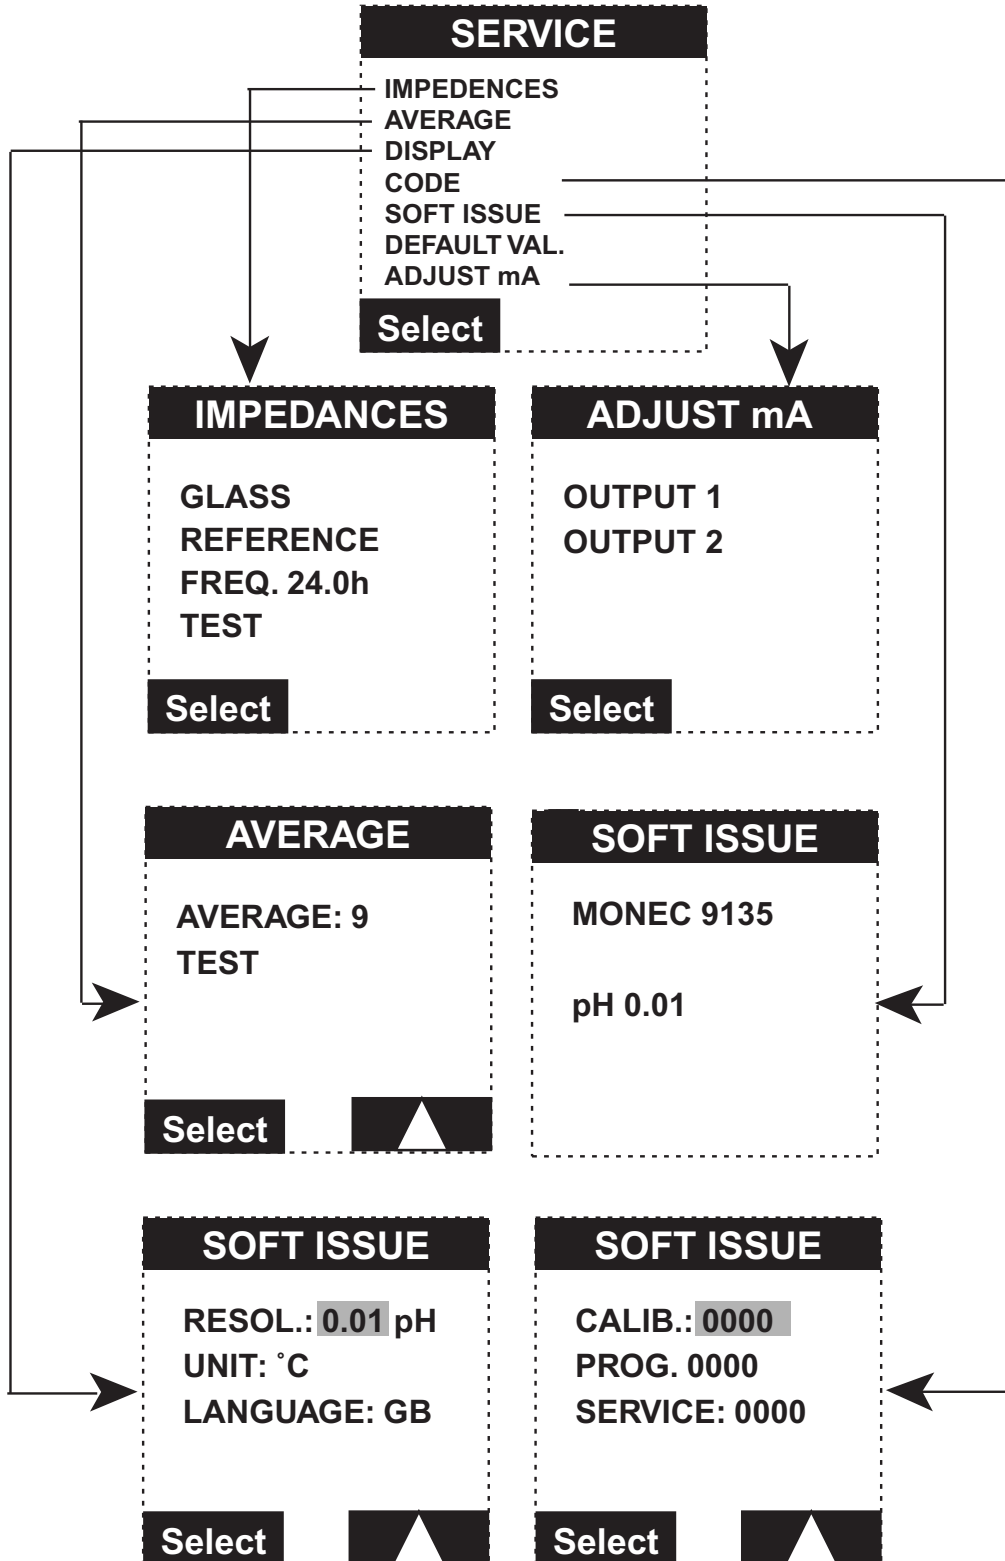 SERVICE
IMPEDENCES
AVERAGE
DISPLAY
CODE
SOFT ISSUE
DEFAULT VAL.
ADJUST mA
Select
IMPEDANCES
GLASS
REFERENCE
FREQ. 24.0h
TEST
Select
ADJUST mA
OUTPUT 1
OUTPUT 2
Select
AVERAGE
AVERAGE: 9
TEST
Select
SOFT ISSUE
MONEC 9135
pH 0.01
SOFT ISSUE
RESOL.: 0.01 pH
UNIT: ˚C
LANGUAGE: GB
Select
SOFT ISSUE
CALIB.: 0000
PROG. 0000
SERVICE: 0000
Select